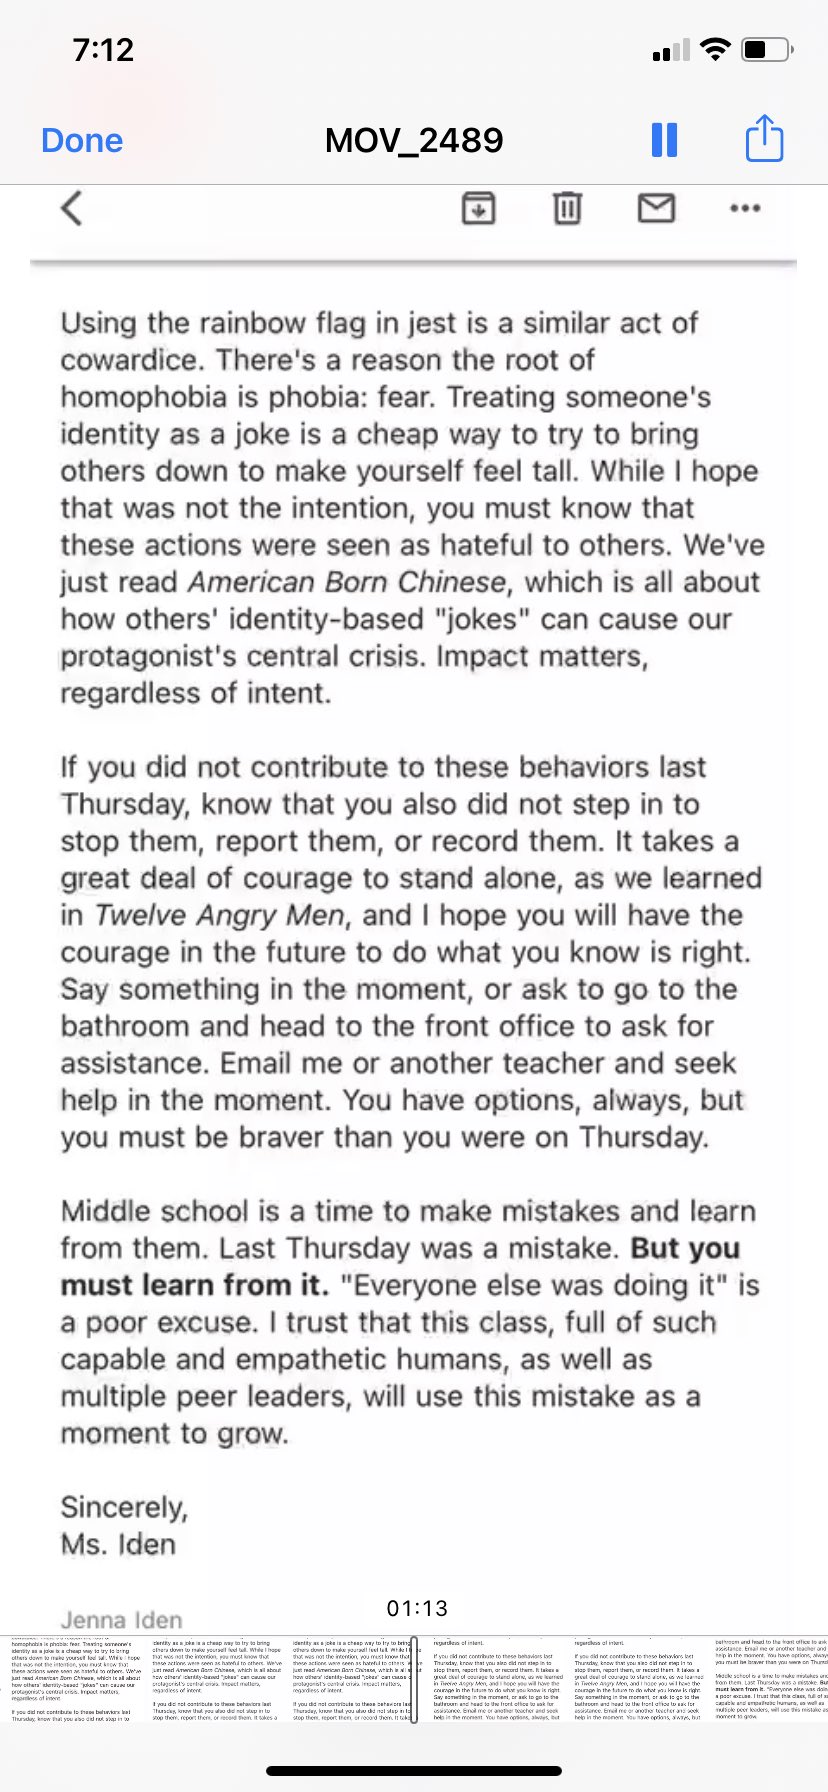 7:12
Done
MOV_2489
Using the rainbow flag in jest is a similar act of
cowardice. There's a reason the root of
homophobia is phobia: fear. Treating someone's
identity as a joke is a cheap way to try to bring
others down to make yourself feel tall. While I hope
that was not the intention, you must know that
these actions were seen as hateful to others. We've
just read American Born Chinese, which is all about
how others' identity-based "jokes" can cause our
protagonist's central crisis. Impact matters,
regardless of intent.
If you did not contribute to these behaviors last
Thursday, know that you also did not step in to
stop them, report them, or record them. It takes a
great deal of courage to stand alone, as we learned
in Twelve Angry Men, and I hope you will have the
courage in the future to do what you know is right.
Say something in the moment, or ask to go to the
bathroom and head to the front office to ask for
assistance. Email me or another teacher and seek
help in the moment. You have options, always, but
you must be braver than you were on Thursday.
Middle school is a time to make mistakes and learn
from them. Last Thursday was a mistake. But you
must learn from it. "Everyone else was doing it" is
a poor excuse. I trust that this class, full of such
capable and empathetic humans, as well as
multiple peer leaders, will use this mistake as a
moment to grow.
Sincerely,
Ms. Iden
Jenna Iden
01:13